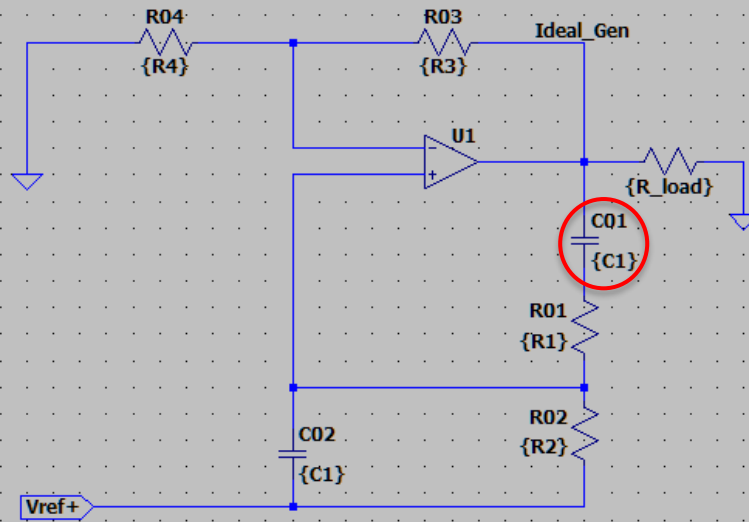 R04
{R4}
R03
{R3}
Ideal_Gen
U1
{R_load}
C01
{C1}
R01
{R1}
R02
{R2}
C02
{C1}
Vref+